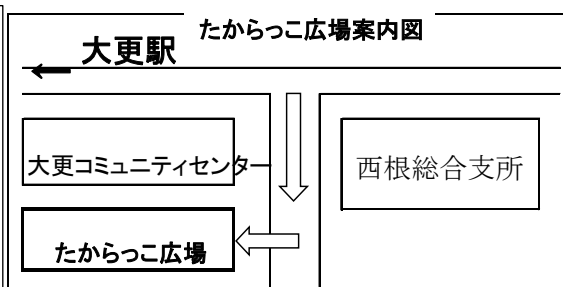 たからっこ広場案内図
大更駅
大更コミュニティセンター
西根総合支所
たからっこ広場